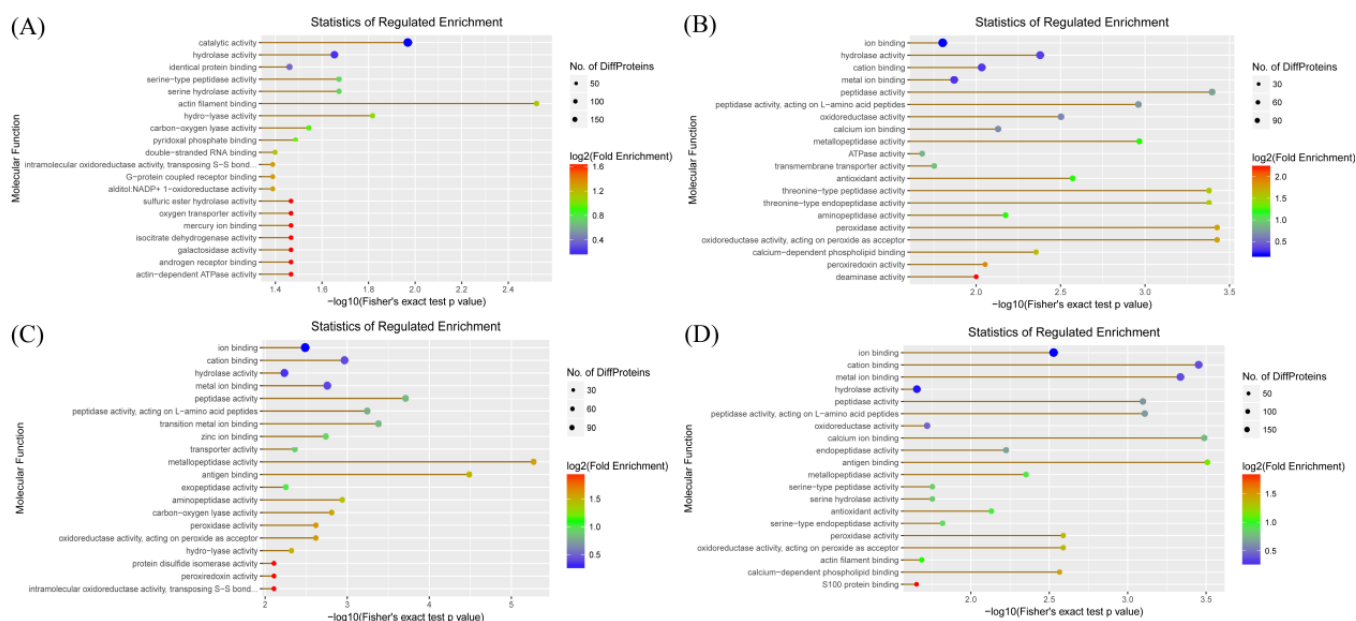 (A)
Statistics of Regulated Enrichment
Molecular Function
catalytic activity
hydrolase activity
identical protein binding
serine-type peptidase activity
serine hydrolase activity
actin filament binding
hydro-lyase activity
carbon-oxygen lyase activity
pyridoxal phosphate binding
double-stranded RNA binding
intramolecular oxidoreductase activity, transposing S-S bond...
G-protein coupled receptor binding
alditol:NADP+ 1-oxidoreductase activity
sulfuric ester hydrolase activity
oxygen transporter activity
mercury ion binding
isocitrate dehydrogenase activity
galactosidase activity
androgen receptor binding
actin-dependent ATPase activity
1.4 1.6 1.8 2.0 2.2 2.4
-log10(Fisher's exact test p value)
No. of DiffProteins
50
100
150
log2(Fold Enrichment)
1.6
1.2
0.8
0.4
(B)
Statistics of Regulated Enrichment
Molecular Function
ion binding
hydrolase activity
cation binding
metal ion binding
peptidase activity
peptidase activity, acting on L-amino acid peptides
oxidoreductase activity
calcium ion binding
metallopeptidase activity
ATPase activity
transmembrane transporter activity
antioxidant activity
threonine-type peptidase activity
threonine-type endopeptidase activity
aminopeptidase activity
peroxidase activity
oxidoreductase activity, acting on peroxide as acceptor
calcium-dependent phospholipid binding
peroxiredoxin activity
deaminase activity
2.0 2.5 3.0 3.5
-log10(Fisher's exact test p value)
No. of DiffProteins
30
60
90
log2(Fold Enrichment)
2.0
1.5
1.0
0.5
(C)
Statistics of Regulated Enrichment
Molecular Function
ion binding
cation binding
hydrolase activity
metal ion binding
peptidase activity
peptidase activity, acting on L-amino acid peptides
transition metal ion binding
zinc ion binding
transporter activity
metallopeptidase activity
antigen binding
exopeptidase activity
aminopeptidase activity
carbon-oxygen lyase activity
peroxidase activity
oxidoreductase activity, acting on peroxide as acceptor
hydro-lyase activity
protein disulfide isomerase activity
peroxiredoxin activity
intramolecular oxidoreductase activity, transposing S-S bond...
2 3 4 5
-log10(Fisher's exact test p value)
No. of DiffProteins
30
60
90
log2(Fold Enrichment)
1.5
1.0
0.5
(D)
Statistics of Regulated Enrichment
Molecular Function
ion binding
cation binding
metal ion binding
hydrolase activity
peptidase activity
peptidase activity, acting on L-amino acid peptides
oxidoreductase activity
calcium ion binding
endopeptidase activity
antigen binding
metallopeptidase activity
serine-type peptidase activity
serine hydrolase activity
antioxidant activity
serine-type endopeptidase activity
peroxidase activity
oxidoreductase activity, acting on peroxide as acceptor
actin filament binding
calcium-dependent phospholipid binding
S100 protein binding
2.0 2.5 3.0 3.5
-log10(Fisher's exact test p value)
No. of DiffProteins
50
100
150
log2(Fold Enrichment)
1.5
1.0
0.5